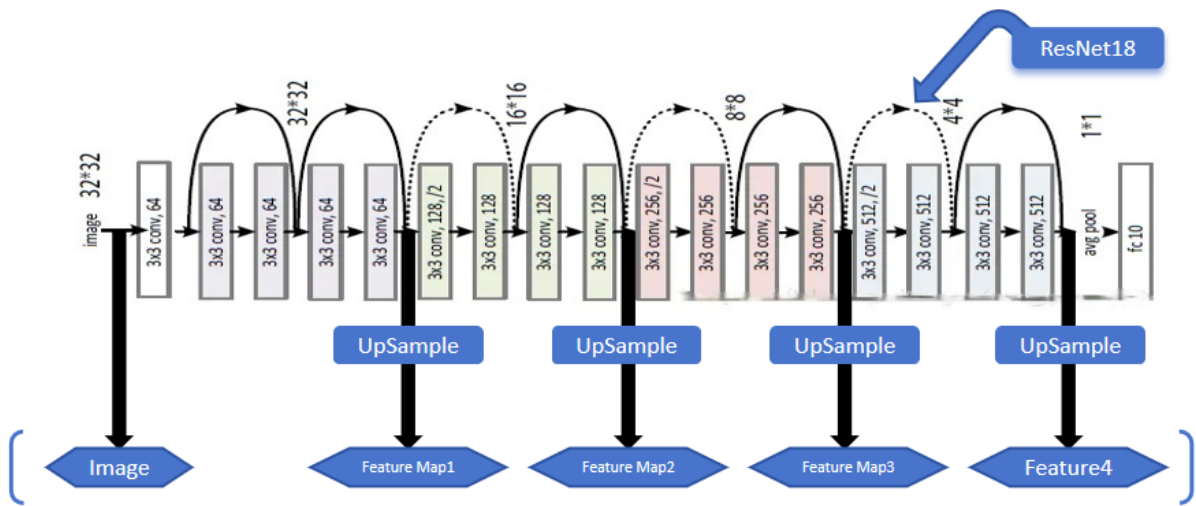 ResNet18
32*32
32*32
16*16
8*8
4*4
1*1
image
3x3 conv, 64
3x3 conv, 64
3x3 conv, 64
3x3 conv, 64
3x3 conv, 64
3x3 conv, 128,/2
3x3 conv, 128
3x3 conv, 128
3x3 conv, 128
3x3 conv, 256,/2
3x3 conv, 256
3x3 conv, 256
3x3 conv, 256
3x3 conv, 512, /2
3x3 conv, 512
3x3 conv, 512
3x3 conv, 512
avg pool
fc 10
UpSample
UpSample
UpSample
UpSample
Image
Feature Map1
Feature Map2
Feature Map3
Feature4